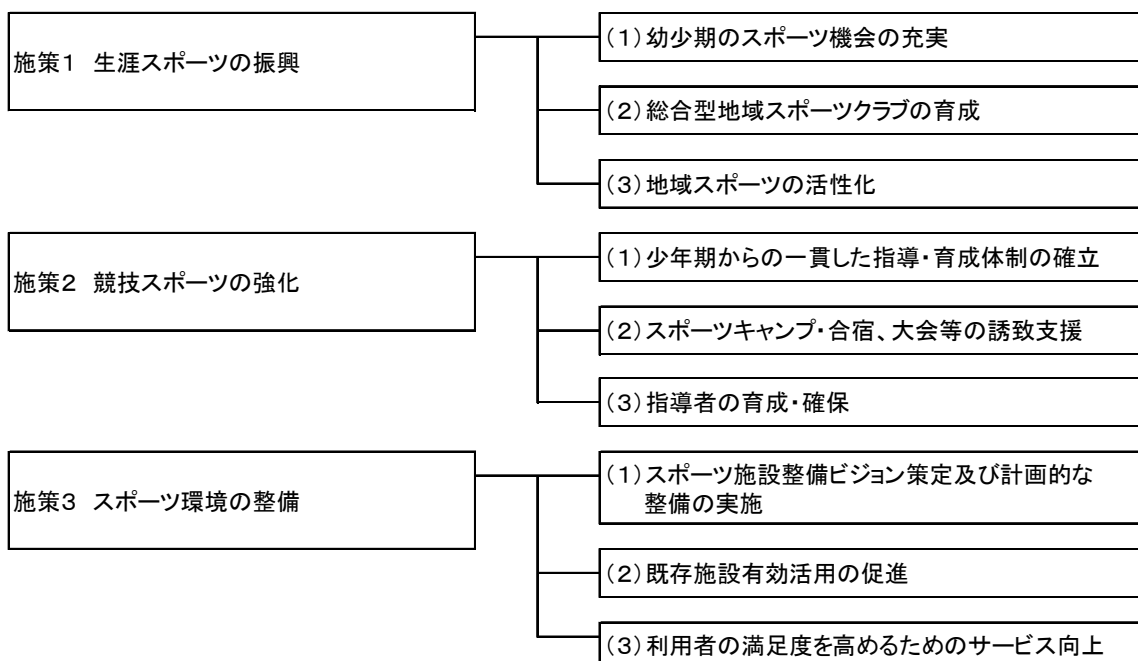 施策1 生涯スポーツの振興
(1)幼少期のスポーツ機会の充実
(2)総合型地域スポーツクラブの育成
(3)地域スポーツの活性化
施策2 競技スポーツの強化
(1)少年期からの一貫した指導・育成体制の確立
(2)スポーツキャンプ・合宿、大会等の誘致支援
(3)指導者の育成・確保
施策3 スポーツ環境の整備
(1)スポーツ施設整備ビジョン策定及び計画的な
整備の実施
(2)既存施設有効活用の促進
(3)利用者の満足度を高めるためのサービス向上